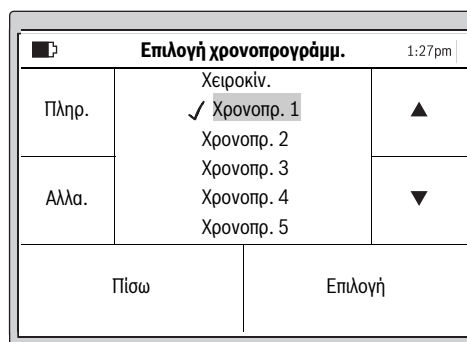 Επιλογή χρονοπρογράμμ. 1:27pm
Χειροκίν.
Πληρ. ✓ Χρονοπρ. 1 ▲
Χρονοπρ. 2
Χρονοπρ. 3
Αλλα. Χρονοπρ. 4 ▼
Χρονοπρ. 5
Πίσω Επιλογή